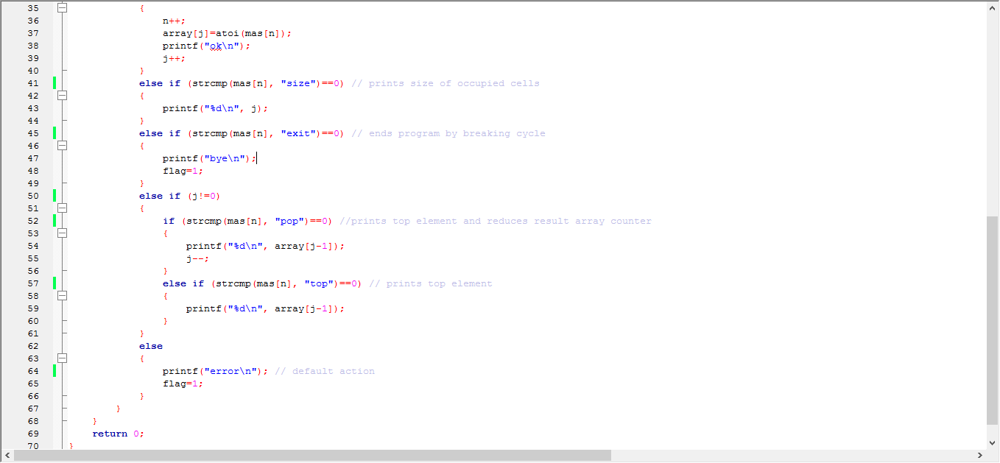 35 {
36 n++;
37 array[j]=atoi(mas[n]);
38 printf("ok\n");
39 j++;
40 }
41 else if (strcmp(mas[n], "size")==0) // prints size of occupied cells
42 {
43 printf("%d\n", j);
44 }
45 else if (strcmp(mas[n], "exit")==0) // ends program by breaking cycle
46 {
47 printf("bye\n");
48 flag=1;
49 }
50 else if (j!=0)
51 {
52 if (strcmp(mas[n], "pop")==0) //prints top element and reduces result array counter
53 {
54 printf("%d\n", array[j-1]);
55 j--;
56 }
57 else if (strcmp(mas[n], "top")==0) // prints top element
58 {
59 printf("%d\n", array[j-1]);
60 }
61 }
62 else
63 {
64 printf("error\n"); // default action
65 flag=1;
66 }
67 }
68 }
69 return 0;
70 }